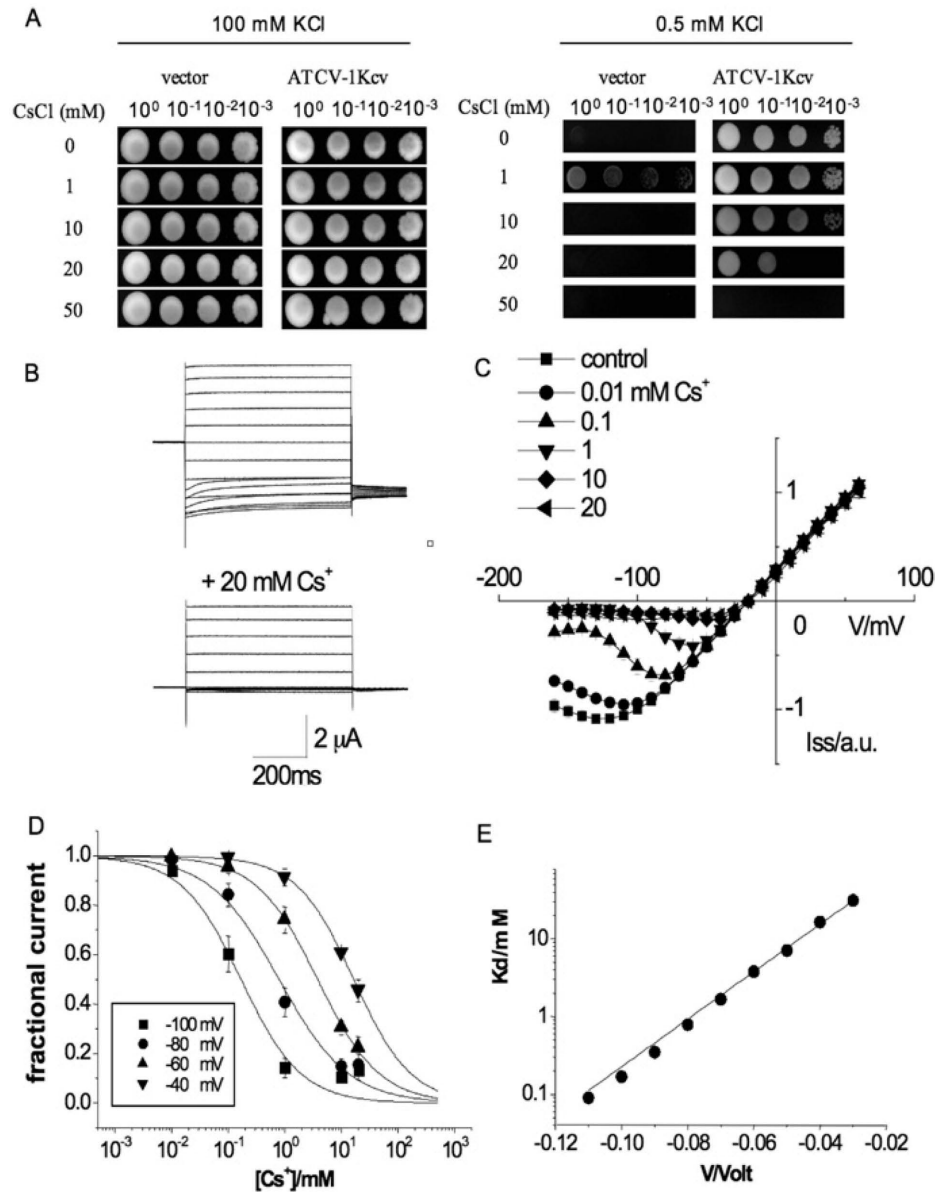 A
100 mM KCl
0.5 mM KCl
vector
ATCV-1Kcv
vector
ATCV-1Kcv
CsCl (mM)
10⁰ 10⁻¹ 10⁻² 10⁻³
10⁰ 10⁻¹ 10⁻² 10⁻³
CsCl (mM)
10⁰ 10⁻¹ 10⁻² 10⁻³
10⁰ 10⁻¹ 10⁻² 10⁻³
0
1
10
20
50
0
1
10
20
50
B
+ 20 mM Cs⁺
2 μA
200ms
C
control
0.01 mM Cs⁺
0.1
1
10
20
1
-200
-100
0
100
V/mV
-1
Iss/a.u.
D
fractional current
1.0
0.8
0.6
0.4
0.2
0.0
-100 mV
-80 mV
-60 mV
-40 mV
10⁻³ 10⁻² 10⁻¹ 10⁰ 10¹ 10² 10³
[Cs⁺]/mM
E
Kd/m M
10
1
0.1
-0.12 -0.10 -0.08 -0.06 -0.04 -0.02
V/Volt